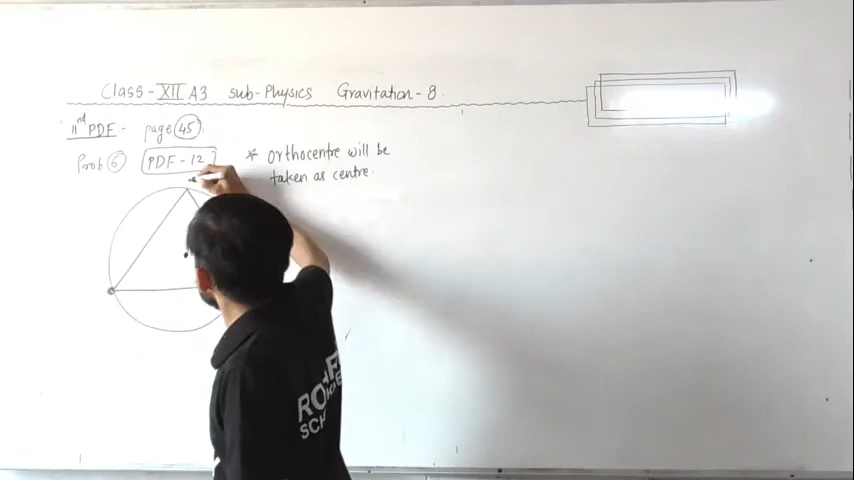 Class - XII A3 sub-Physics Gravitation - 8
IInd PDF - page 45.
Prob 6 PDF - 12
* orthocentre will be
taken as centre.